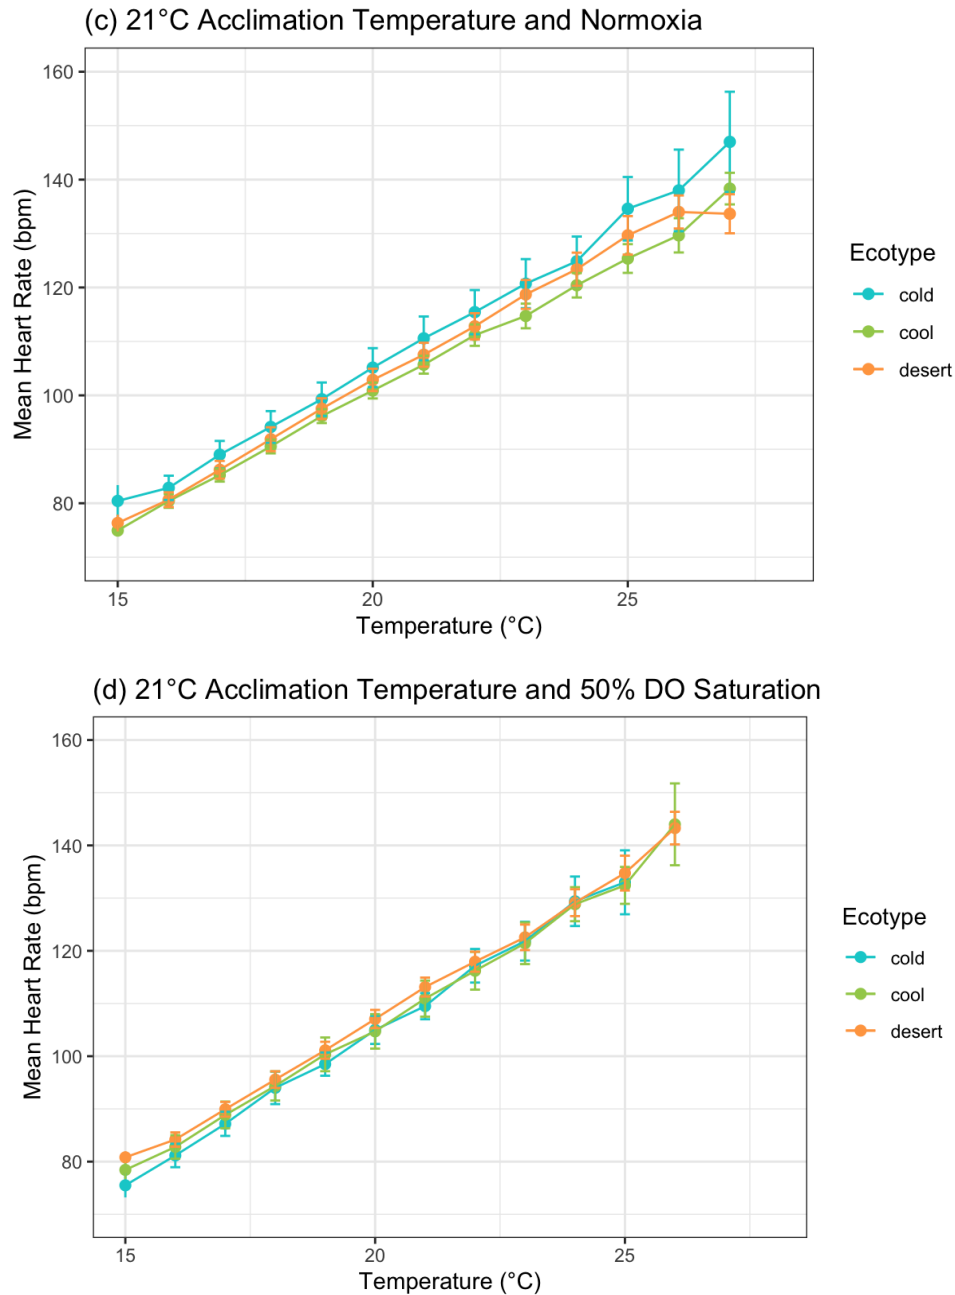 (c) 21°C Acclimation Temperature and Normoxia
160
140
120
100
80
15
20
25
Mean Heart Rate (bpm)
Temperature (°C)
Ecotype
cold
cool
desert
(d) 21°C Acclimation Temperature and 50% DO Saturation
160
140
120
100
80
15
20
25
Mean Heart Rate (bpm)
Temperature (°C)
Ecotype
cold
cool
desert